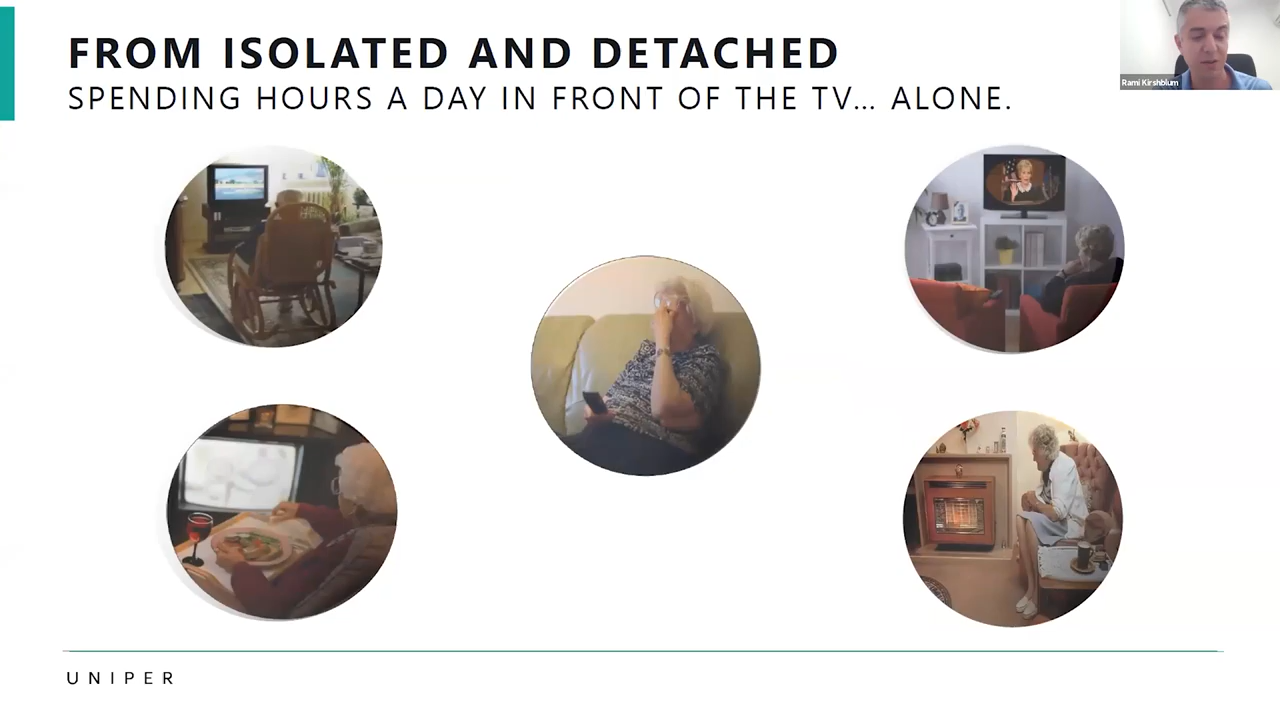 FROM ISOLATED AND DETACHED
SPENDING HOURS A DAY IN FRONT OF THE TV... ALONE.
Rami Kirshblum
UNIPER